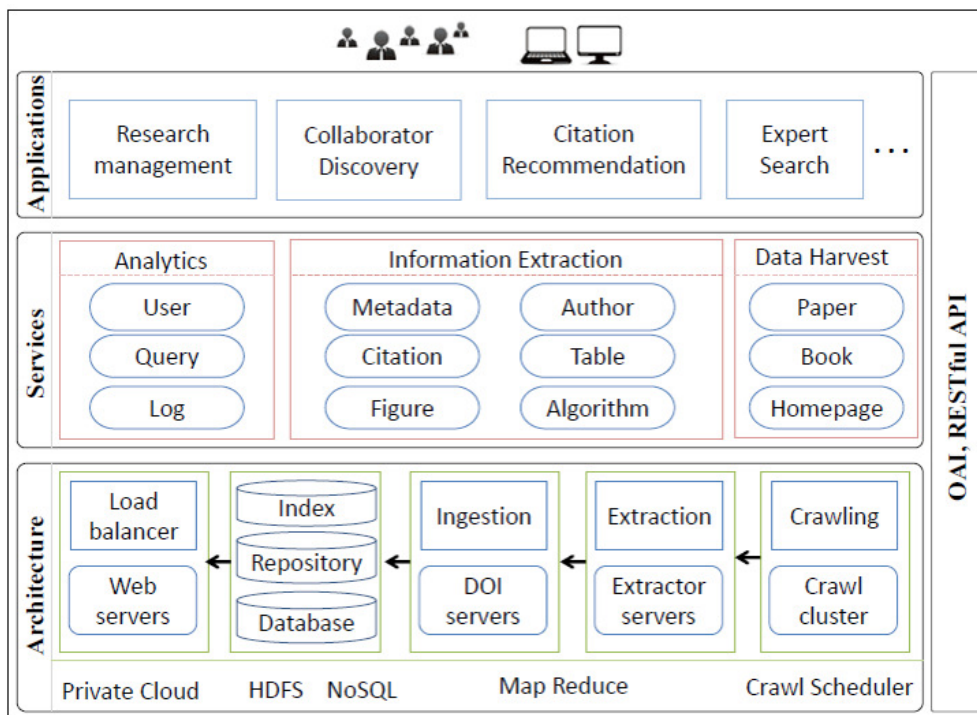 Applications
Research
management
Collaborator
Discovery
Citation
Recommendation
Expert
Search
...
Services
Analytics
User
Query
Log
Information Extraction
Metadata
Author
Citation
Table
Figure
Algorithm
Data Harvest
Paper
Book
Homepage
Architecture
Load
balancer
Web
servers
Index
Repository
Database
Ingestion
DOI
servers
Extraction
Extractor
servers
Crawling
Crawl
cluster
Private Cloud
HDFS
NoSQL
Map Reduce
Crawl Scheduler
OAI, RESTful API